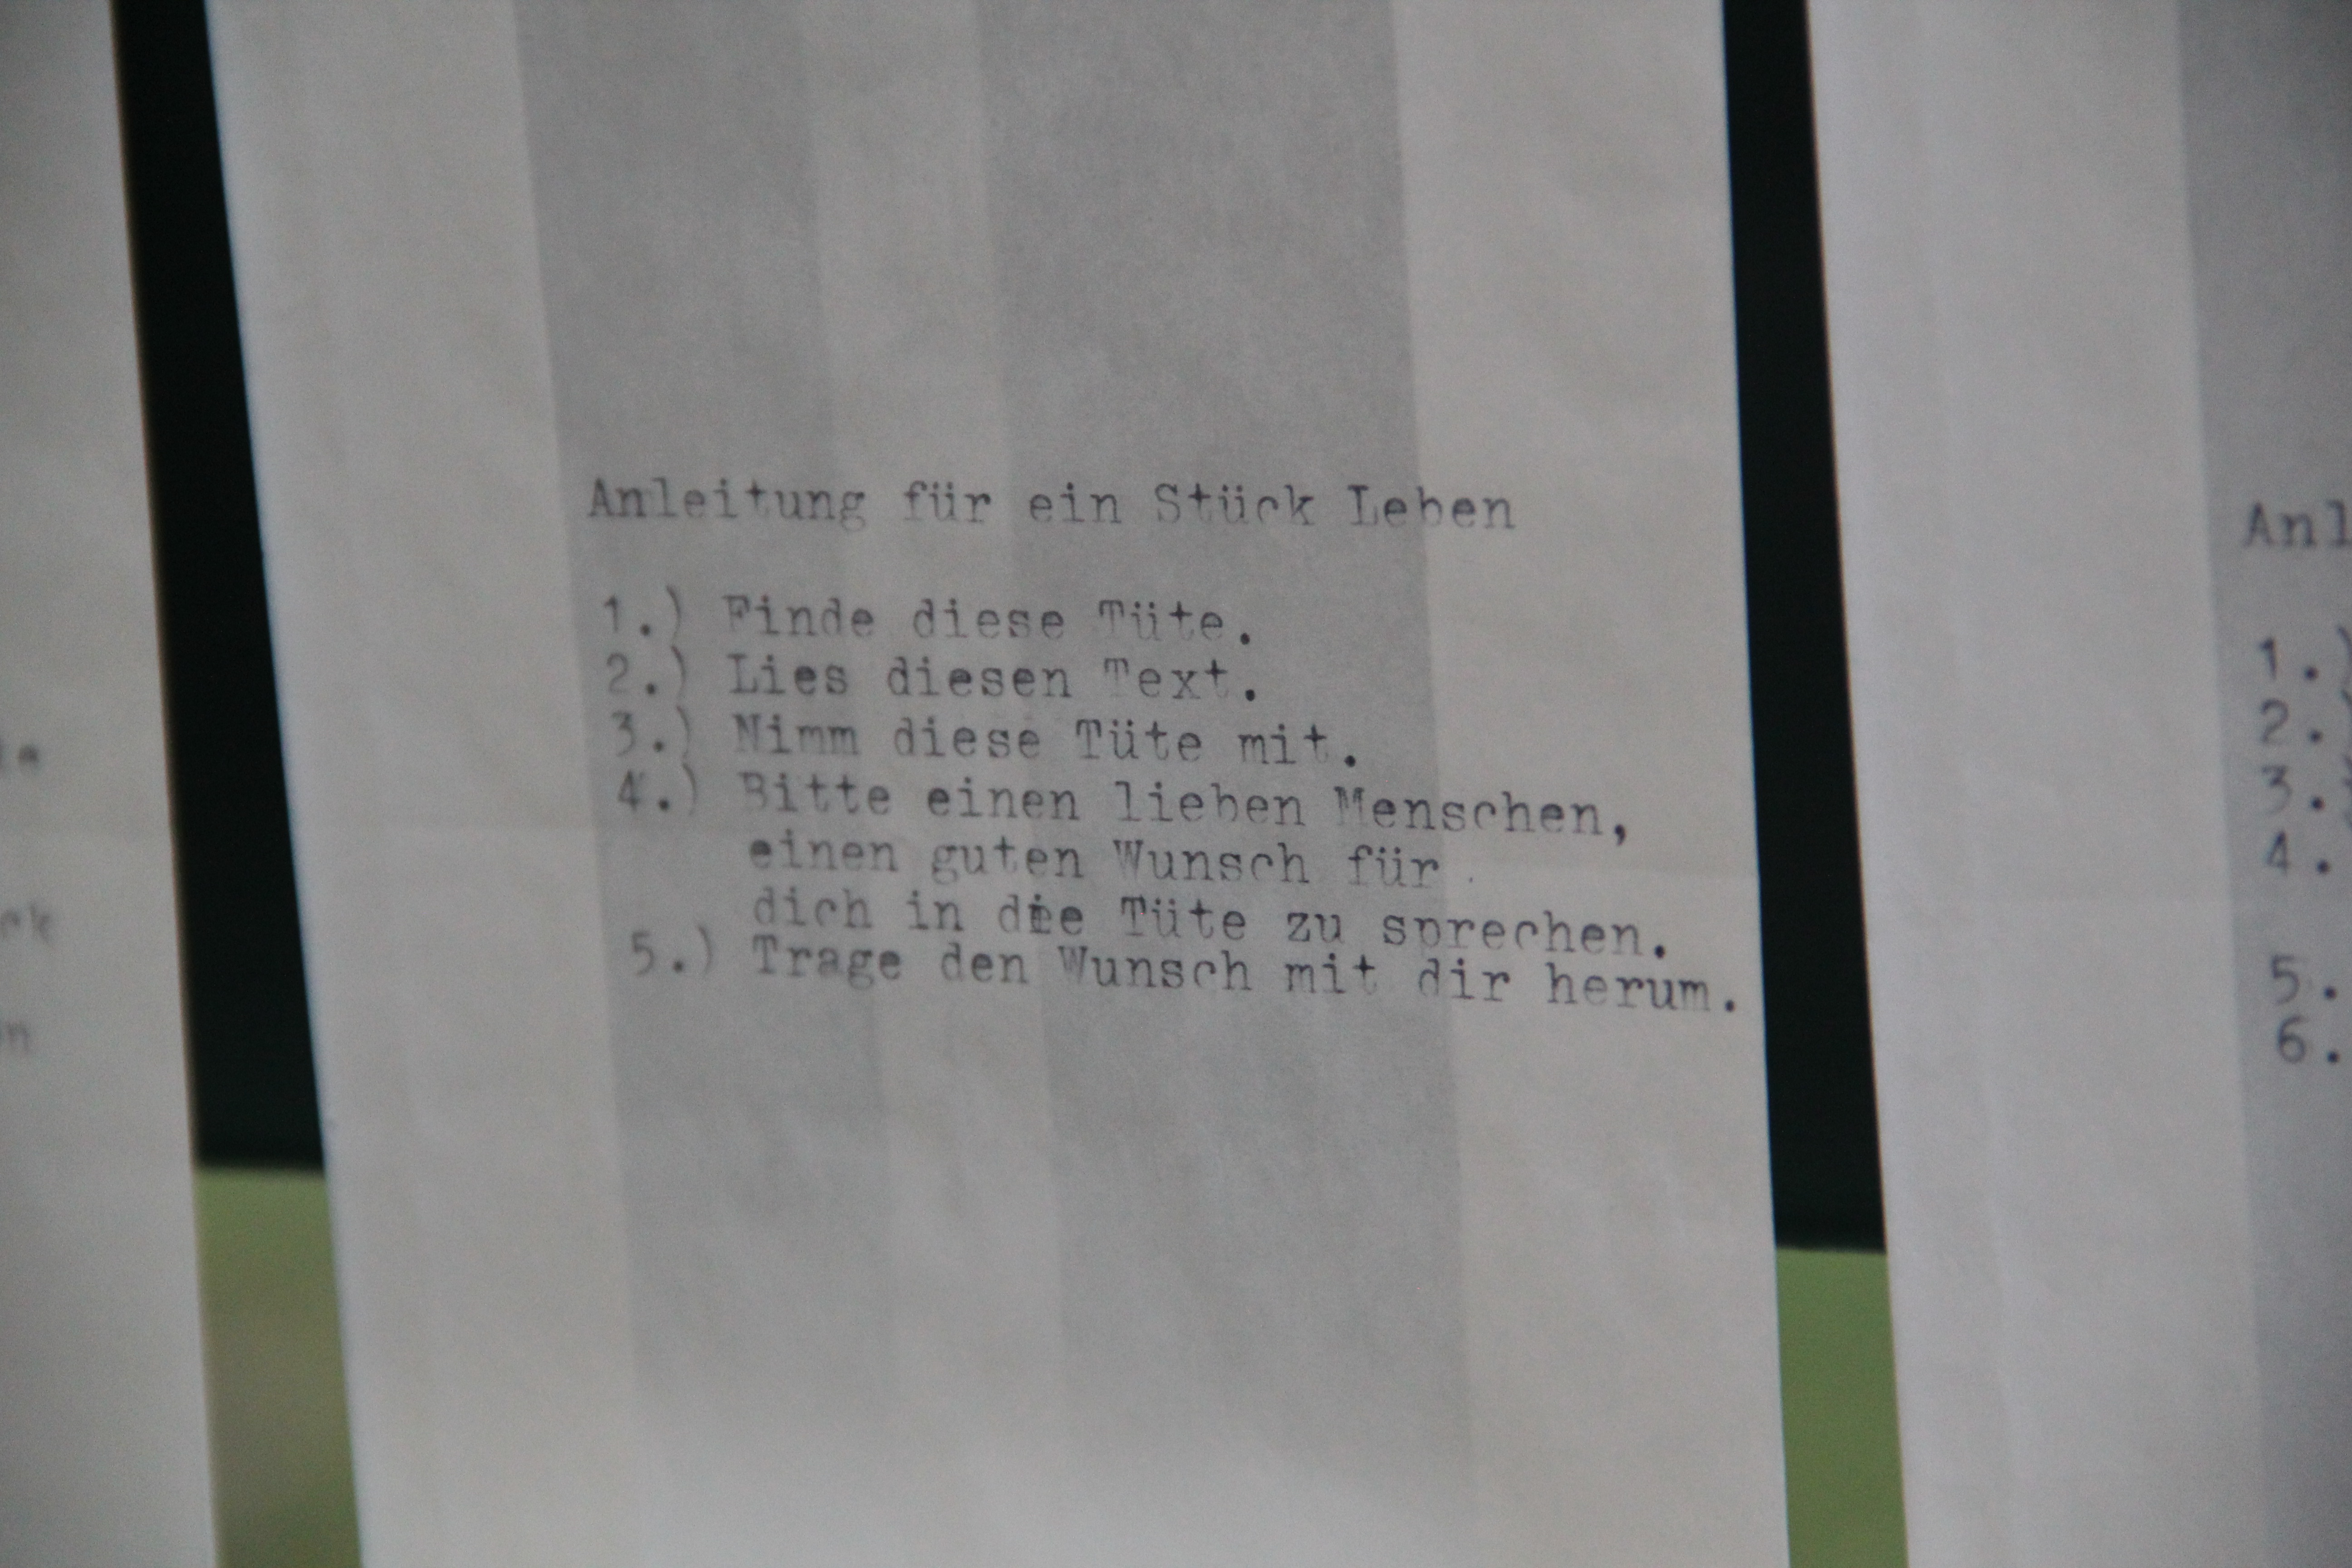 Anleitung für ein Stück Leben
1.) Finde diese Tüte.
2.) Lies diesen Text.
3.) Nimm diese Tüte mit.
4.) Bitte einen lieben Menschen,
einen guten Wunsch für
dich in die Tüte zu sprechen.
5.) Trage den Wunsch mit dir herum.
Anl
1.)
2.)
3.)
4.
5.
6.